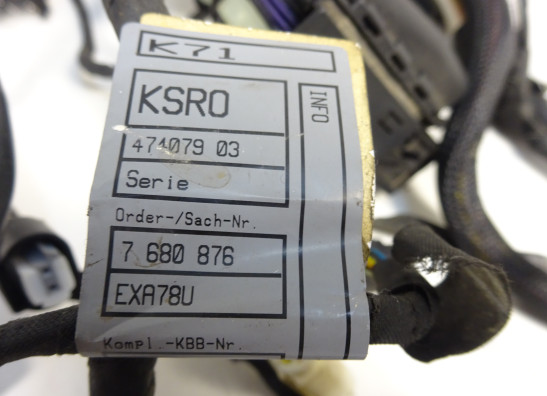 K71
KSRO
474079 03
Serie
Order-/Sach-Nr.
7 680 876
EXA78U
Kompl.-KBB-Nr.
INFO